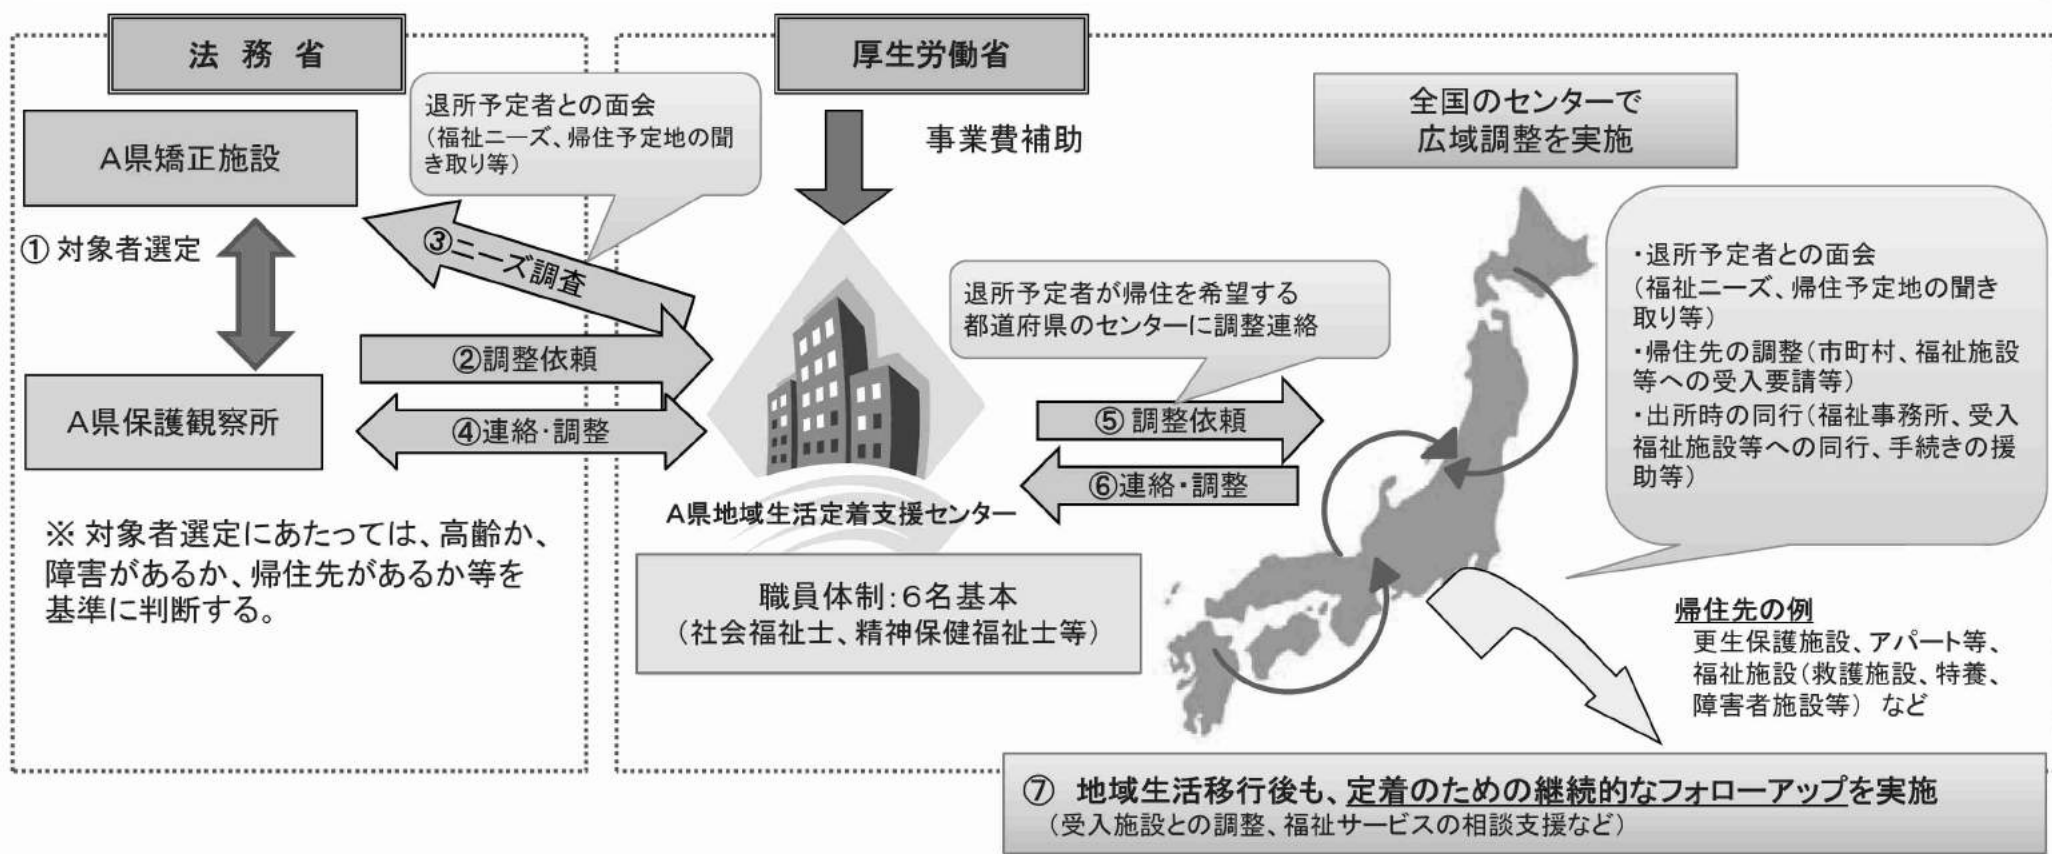 法務省
厚生労働省
A県矯正施設
① 対象者選定
A県保護観察所
※ 対象者選定にあたっては、高齢か、
障害があるか、帰住先があるか等を
基準に判断する。
退所予定者との面会
(福祉ニーズ、帰住予定地の聞
き取り等)
③ニーズ調査
②調整依頼
④連絡・調整
事業費補助
A県地域生活定着支援センター
職員体制:6名基本
(社会福祉士、精神保健福祉士等)
退所予定者が帰住を希望する
都道府県のセンターに調整連絡
⑤ 調整依頼
⑥連絡・調整
全国のセンターで
広域調整を実施
・退所予定者との面会
(福祉ニーズ、帰住予定地の聞き
取り等)
・帰住先の調整(市町村、福祉施設
等への受入要請等)
・出所時の同行(福祉事務所、受入
福祉施設等への同行、手続きの援
助等)
帰住先の例
更生保護施設、アパート等、
福祉施設(救護施設、特養、
障害者施設等) など
⑦ 地域生活移行後も、定着のための継続的なフォローアップを実施
(受入施設との調整、福祉サービスの相談支援など)